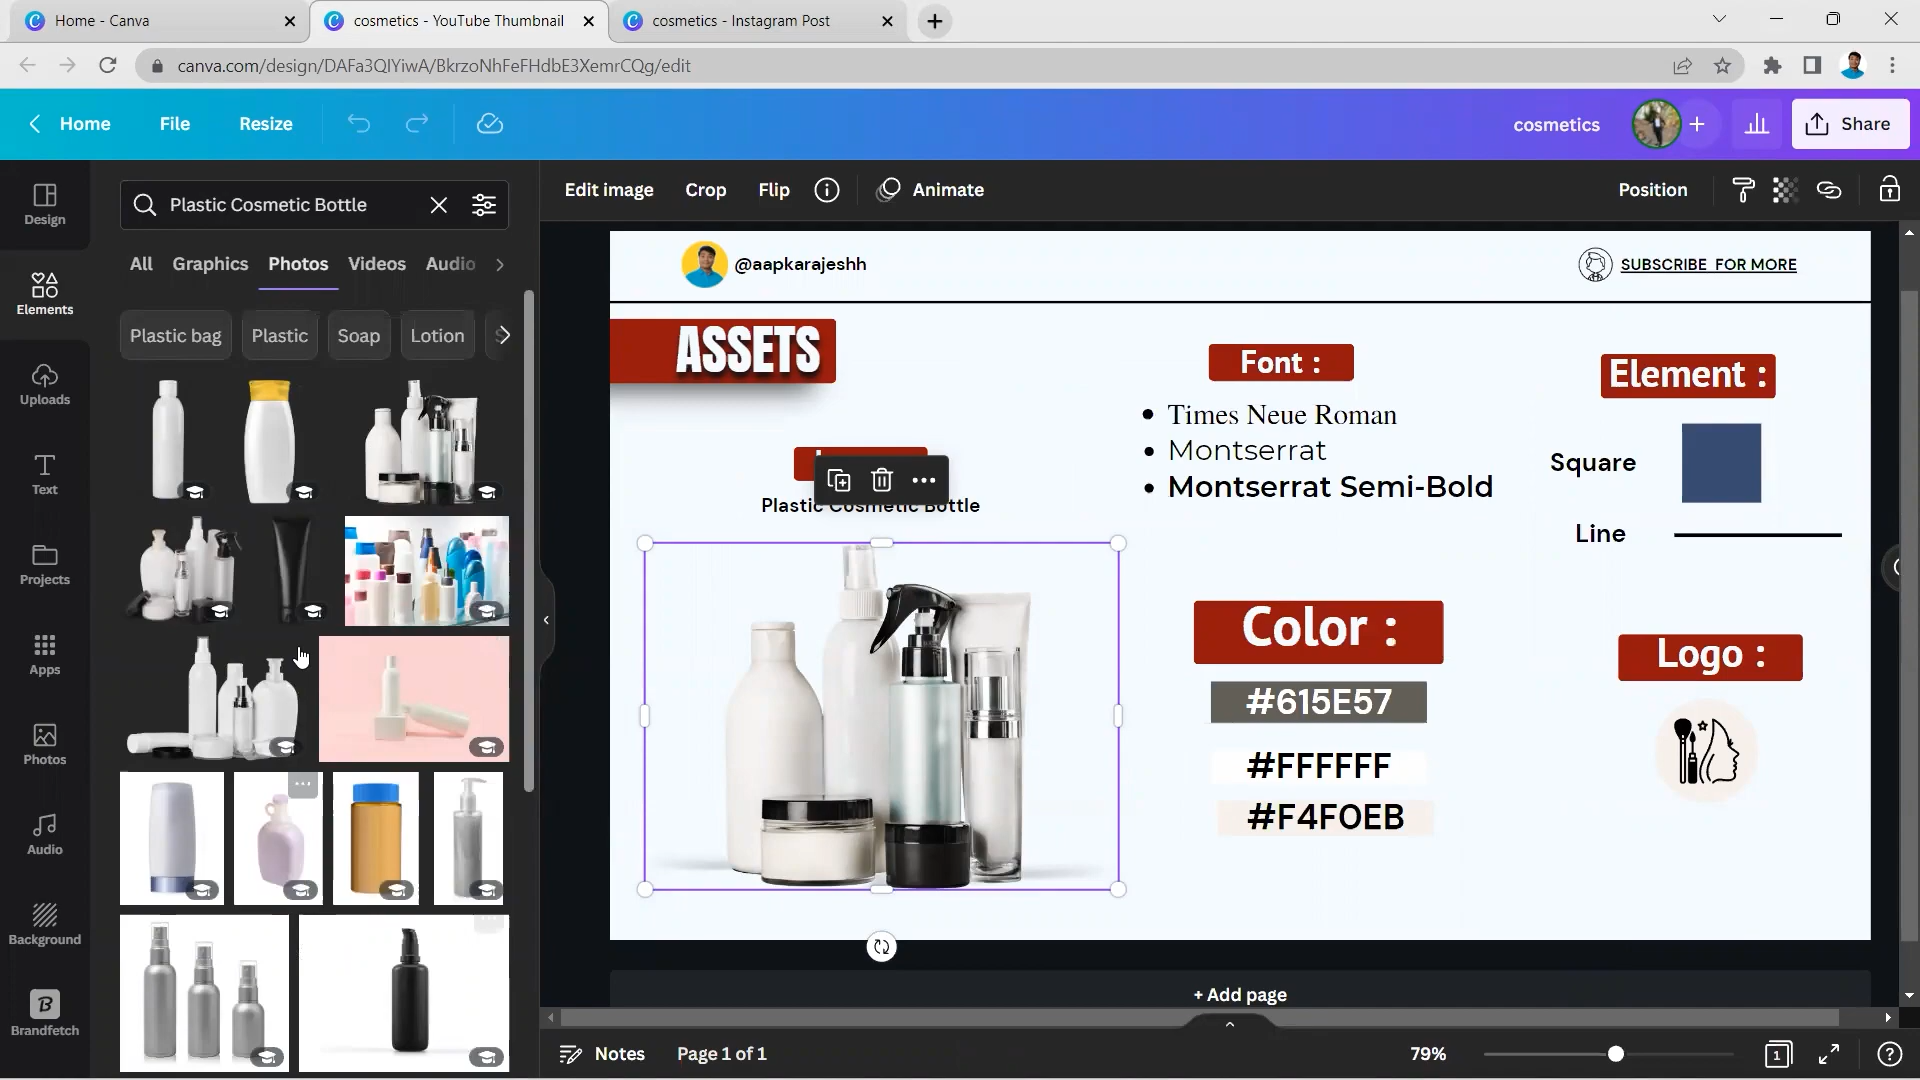 Home - Canva
cosmetics - YouTube Thumbnail
cosmetics - Instagram Post
canva.com/design/DAFa3QIYiwA/BkrzoNhFeFHdbE3XemrCQg/edit
Home
File
Resize
cosmetics
Share
Design
Elements
Uploads
Text
Projects
Apps
Photos
Audio
Background
Brandfetch
Plastic Cosmetic Bottle
All
Graphics
Photos
Videos
Audio
Plastic bag
Plastic
Soap
Lotion
Edit image
Crop
Flip
Animate
Position
@aapkarajeshh
SUBSCRIBE FOR MORE
ASSETS
Plastic Cosmetic Bottle
Font :
Times Neue Roman
Montserrat
Montserrat Semi-Bold
Element :
Square
Line
Color :
#615E57
#FFFFFF
#F4F0EB
Logo :
+ Add page
Notes
Page 1 of 1
79%
1